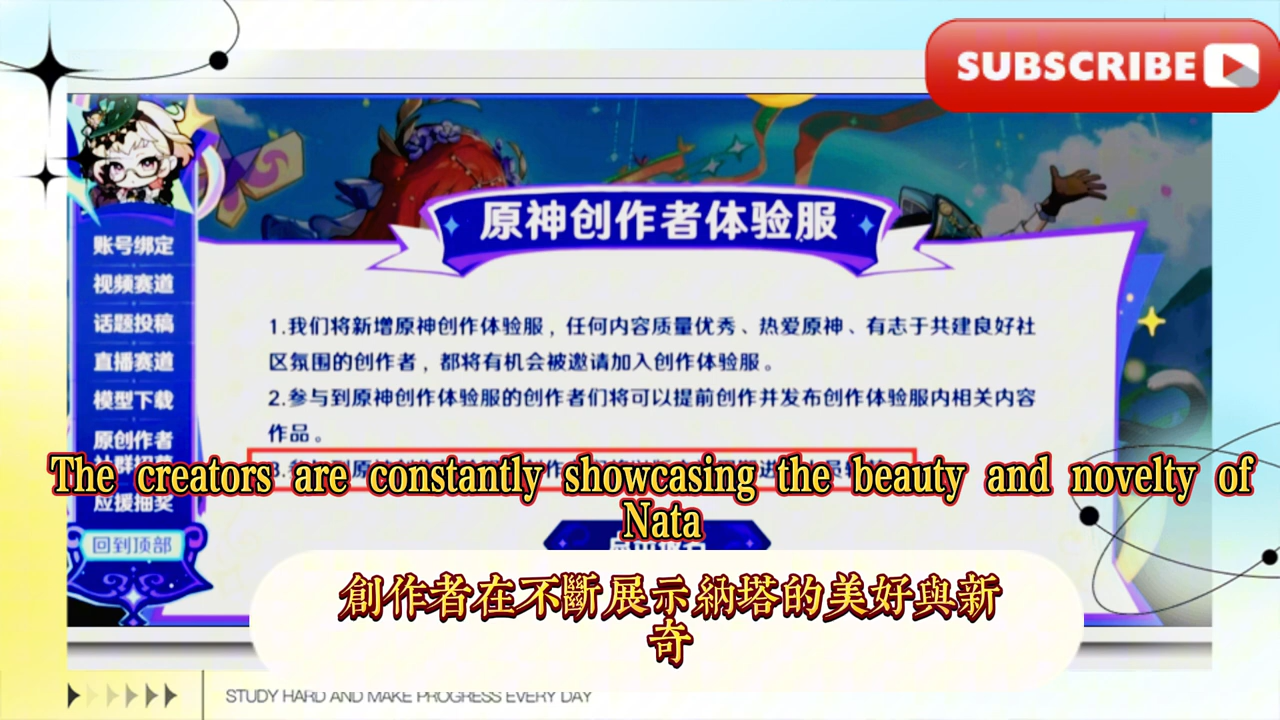 SUBSCRIBE
原神创作者体验服
账号绑定
视频赛道
话题投稿
直播赛道
模型下载
原创作者
应援抽奖
回到顶部
1.我们将新增原神创作体验服，任何内容质量优秀、热爱原神、有志于共建良好社
区氛围的创作者，都将有机会被邀请加入创作体验服。
2.参与到原神创作体验服的创作者们将可以提前创作并发布创作体验服内相关内容
作品。
The creators are constantly showcasing the beauty and novelty of
Nata
創作者在不斷展示納塔的美好與新
奇
STUDY HARD AND MAKE PROGRESS EVERY DAY